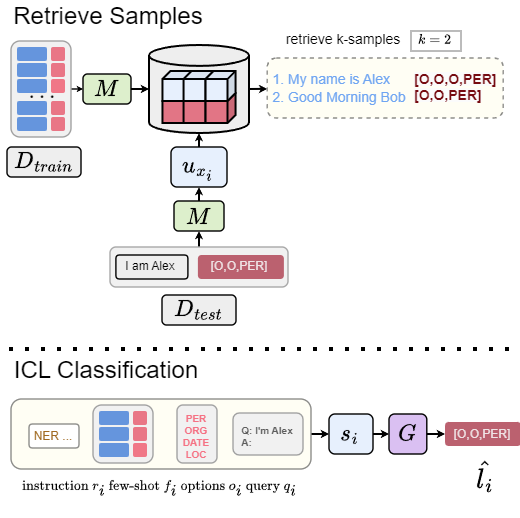 Retrieve Samples
retrieve k-samples k = 2
M
1. My name is Alex [O,O,O,PER]
2. Good Morning Bob [O,O,PER]
...
D_{train}
u_{x_i}
M
I am Alex [O,O,PER]
D_{test}
ICL Classification
NER ...
PER
ORG
DATE
LOC
Q: I'm Alex
A:
s_i
G
[O,O,PER]
instruction r_i few-shot f_i options o_i query q_i
\hat{l}_i